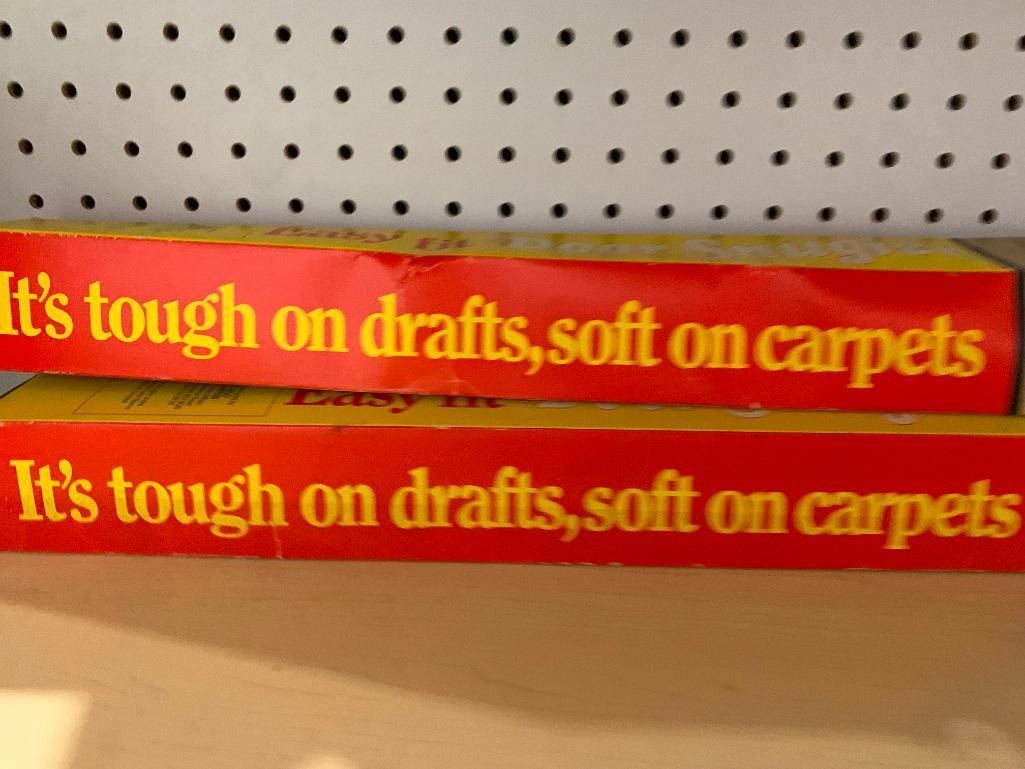 Easy fit Door Snug
It's tough on drafts, soft on carpets
Easy fit
It's tough on drafts, soft on carpets